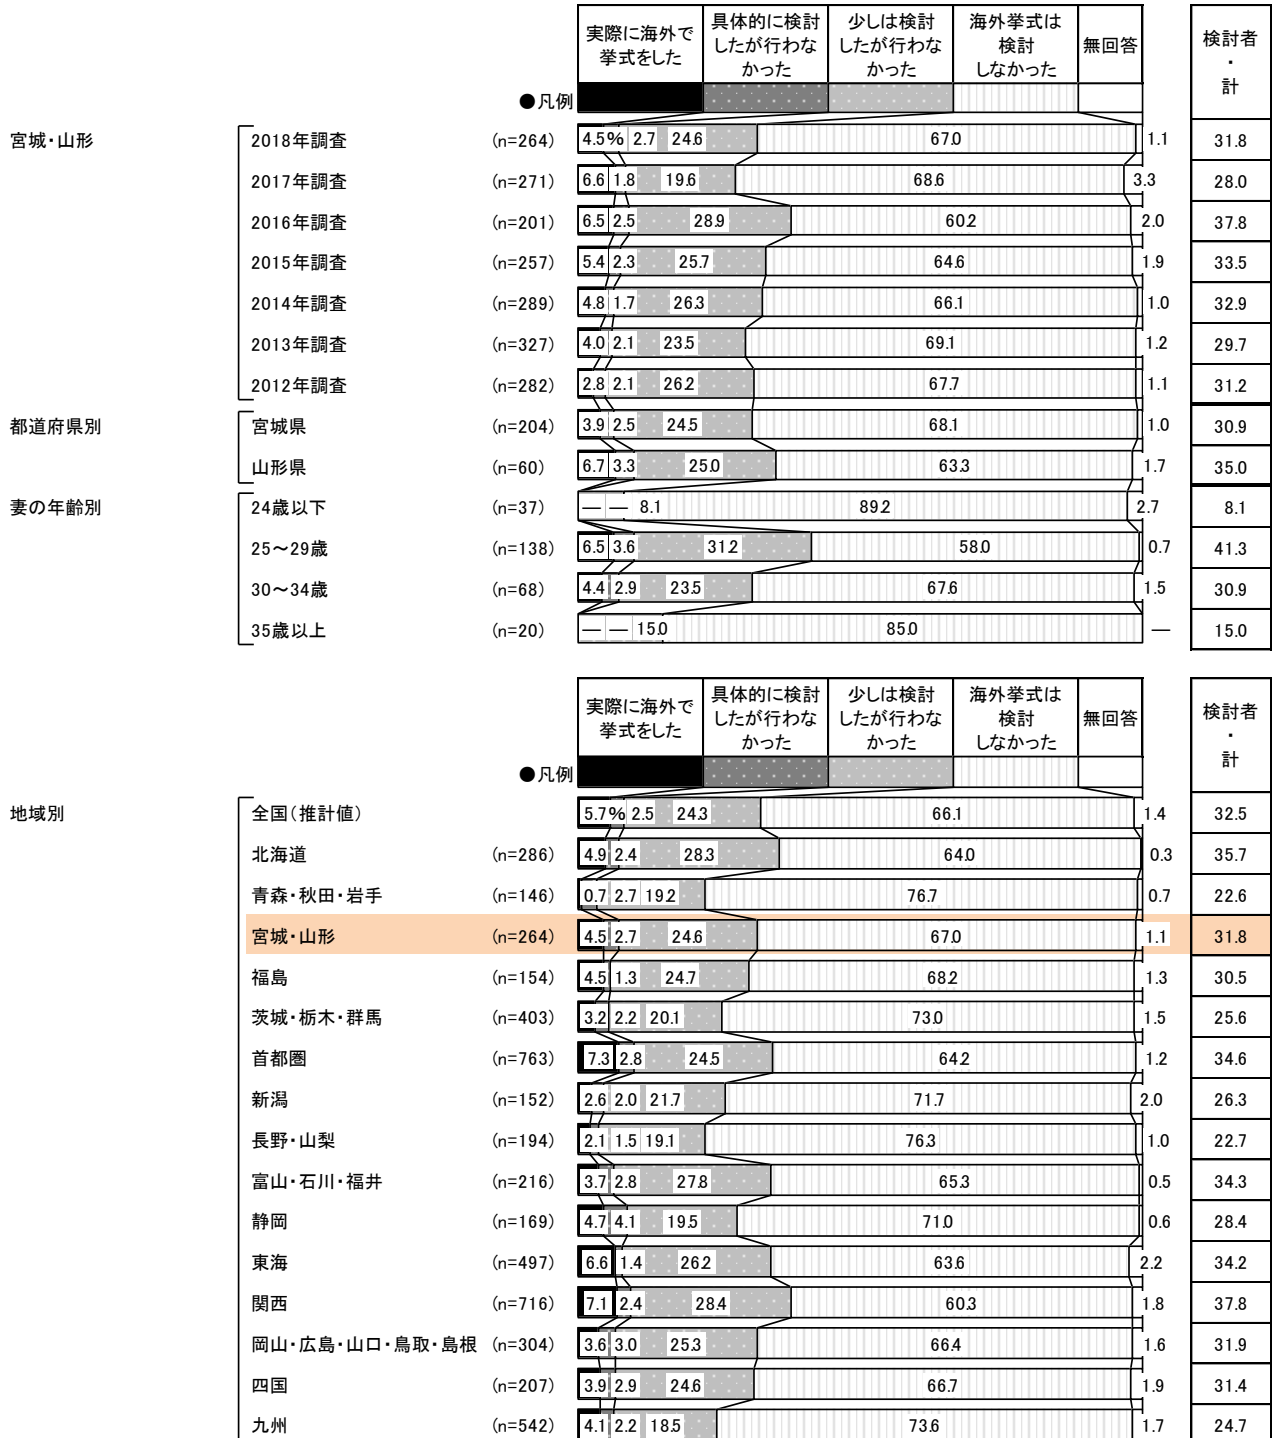 実際に海外で挙式をした 具体的に検討したが行わなかった 少しは検討したが行わなかった 海外挙式は検討しなかった 無回答 検討者・計
●凡例
宮城・山形 2018年調査 (n=264) 4.5% 2.7 24.6 67.0 1.1 31.8
2017年調査 (n=271) 6.6 1.8 19.6 68.6 3.3 28.0
2016年調査 (n=201) 6.5 2.5 28.9 60.2 2.0 37.8
2015年調査 (n=257) 5.4 2.3 25.7 64.6 1.9 33.5
2014年調査 (n=289) 4.8 1.7 26.3 66.1 1.0 32.9
2013年調査 (n=327) 4.0 2.1 23.5 69.1 1.2 29.7
2012年調査 (n=282) 2.8 2.1 26.2 67.7 1.1 31.2
都道府県別 宮城県 (n=204) 3.9 2.5 24.5 68.1 1.0 30.9
山形県 (n=60) 6.7 3.3 25.0 63.3 1.7 35.0
妻の年齢別 24歳以下 (n=37) — — 8.1 89.2 2.7 8.1
25〜29歳 (n=138) 6.5 3.6 31.2 58.0 0.7 41.3
30〜34歳 (n=68) 4.4 2.9 23.5 67.6 1.5 30.9
35歳以上 (n=20) — — 15.0 85.0 — 15.0
実際に海外で挙式をした 具体的に検討したが行わなかった 少しは検討したが行わなかった 海外挙式は検討しなかった 無回答 検討者・計
●凡例
地域別 全国(推計値) 5.7% 2.5 24.3 66.1 1.4 32.5
北海道 (n=286) 4.9 2.4 28.3 64.0 0.3 35.7
青森・秋田・岩手 (n=146) 0.7 2.7 19.2 76.7 0.7 22.6
宮城・山形 (n=264) 4.5 2.7 24.6 67.0 1.1 31.8
福島 (n=154) 4.5 1.3 24.7 68.2 1.3 30.5
茨城・栃木・群馬 (n=403) 3.2 2.2 20.1 73.0 1.5 25.6
首都圏 (n=763) 7.3 2.8 24.5 64.2 1.2 34.6
新潟 (n=152) 2.6 2.0 21.7 71.7 2.0 26.3
長野・山梨 (n=194) 2.1 1.5 19.1 76.3 1.0 22.7
富山・石川・福井 (n=216) 3.7 2.8 27.8 65.3 0.5 34.3
静岡 (n=169) 4.7 4.1 19.5 71.0 0.6 28.4
東海 (n=497) 6.6 1.4 26.2 63.6 2.2 34.2
関西 (n=716) 7.1 2.4 28.4 60.3 1.8 37.8
岡山・広島・山口・鳥取・島根 (n=304) 3.6 3.0 25.3 66.4 1.6 31.9
四国 (n=207) 3.9 2.9 24.6 66.7 1.9 31.4
九州 (n=542) 4.1 2.2 18.5 73.6 1.7 24.7